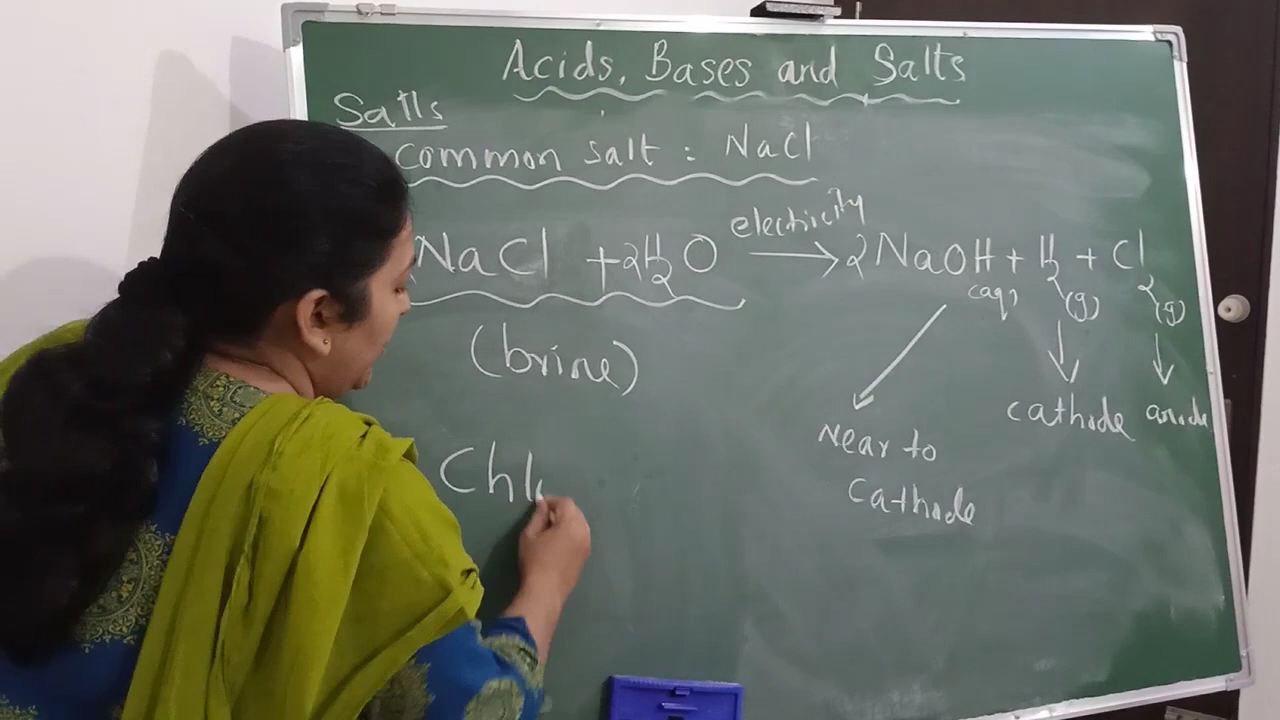 Acids, Bases and Salts
Salts
common salt : NaCl
electricity
NaCl + 2H2O → 2NaOH + H2 + Cl2
(aq) (g) (g)
(brine)
cathode anode
Near to
cathode
Chl